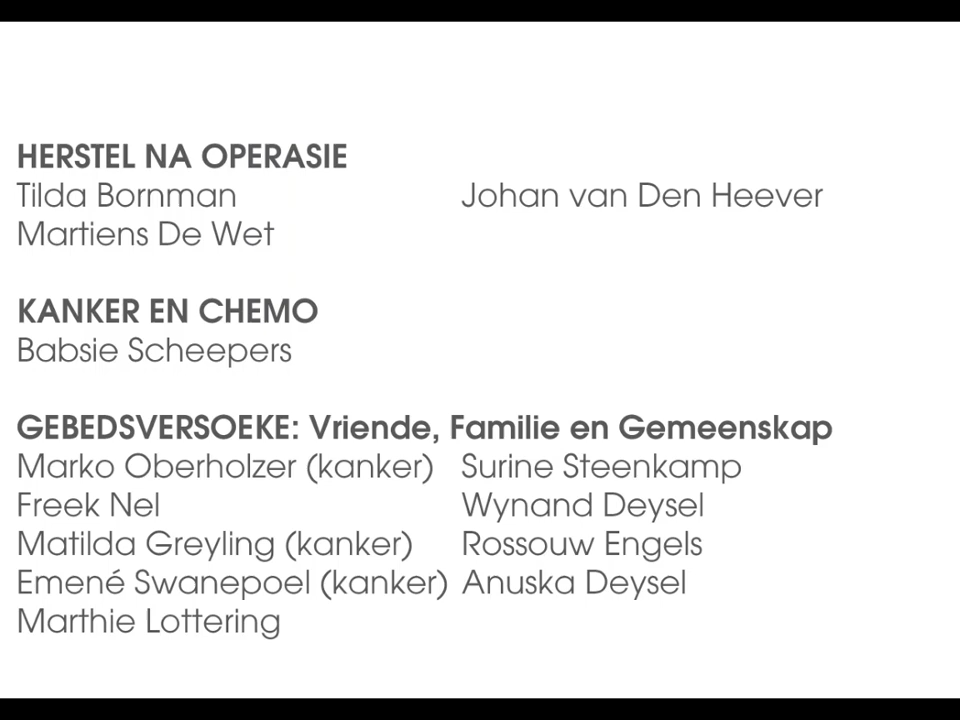 HERSTEL NA OPERASIE
Tilda Bornman Johan van Den Heever
Martiens De Wet
KANKER EN CHEMO
Babsie Scheepers
GEBEDSVERSOEKE: Vriende, Familie en Gemeenskap
Marko Oberholzer (kanker) Surine Steenkamp
Freek Nel Wynand Deysel
Matilda Greyling (kanker) Rossouw Engels
Emené Swanepoel (kanker) Anuska Deysel
Marthie Lottering